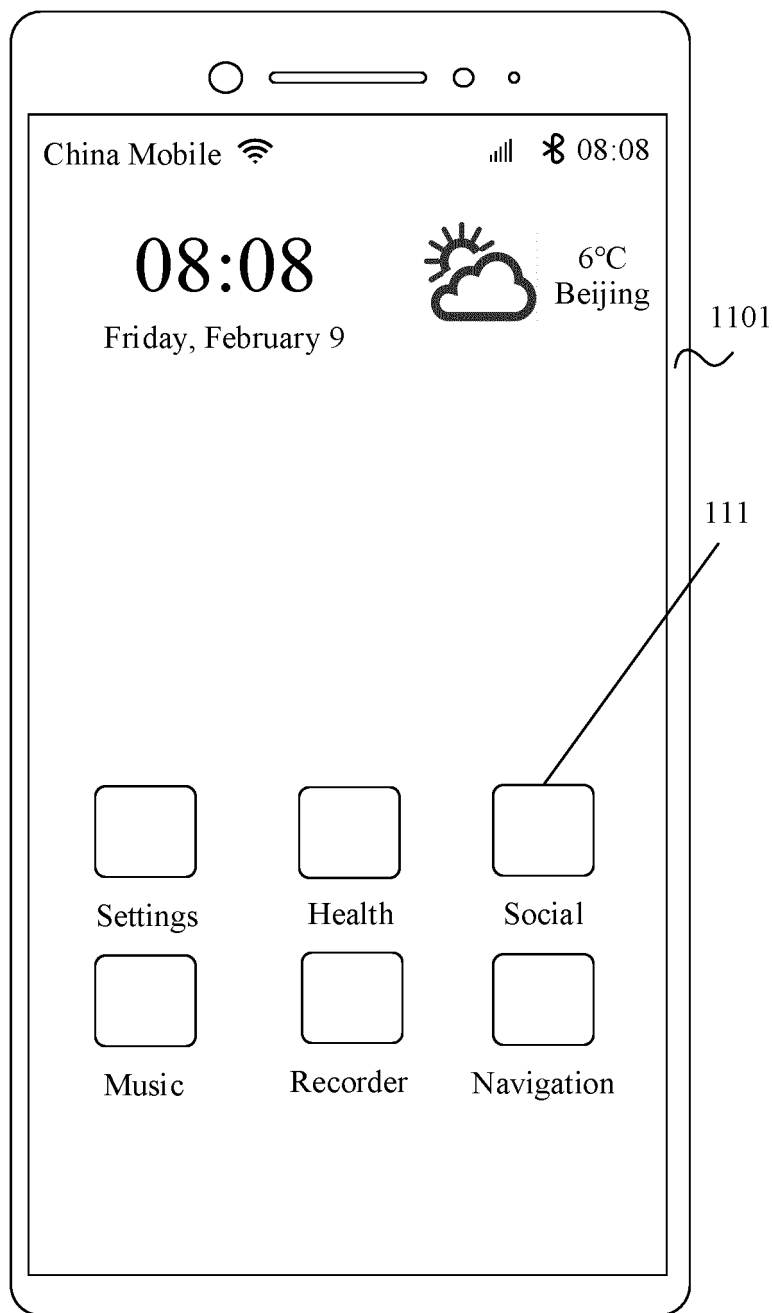 China Mobile 08:08
08:08
6°C
Beijing
Friday, February 9
1101
111
Settings Health Social
Music Recorder Navigation